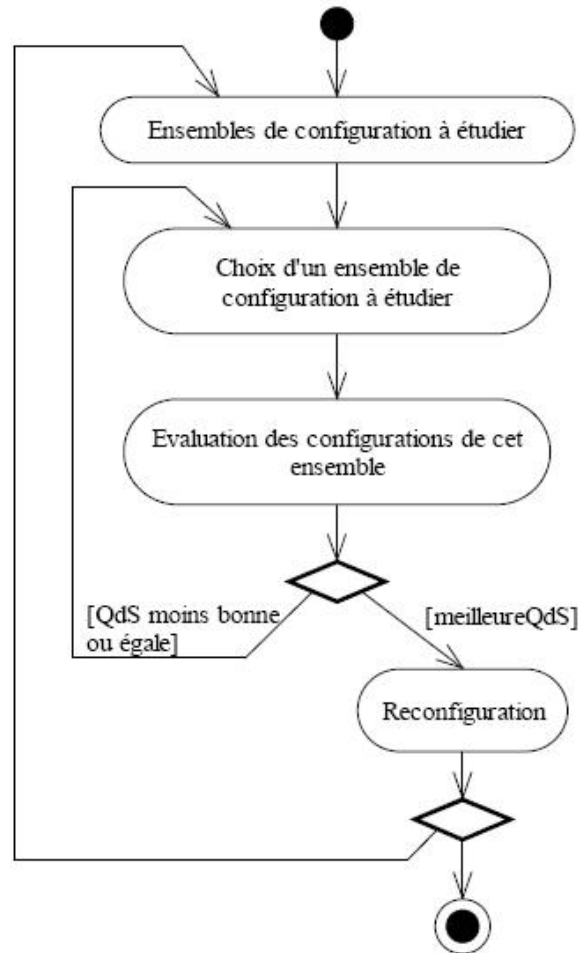 Ensembles de configuration à étudier
Choix d'un ensemble de
configuration à étudier
Evaluation des configurations de cet
ensemble
[QdS moins bonne
ou égale]
[meilleureQdS]
Reconfiguration